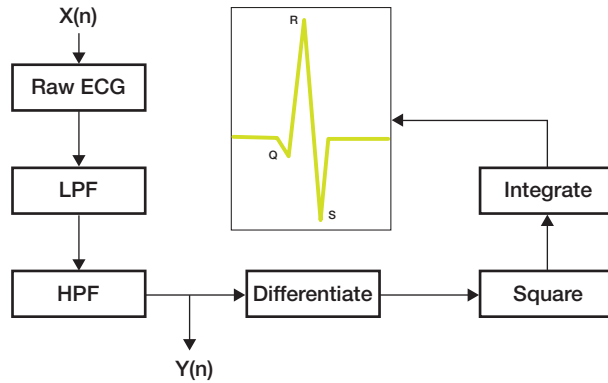 X(n)
Raw ECG
LPF
HPF
Y(n)
Differentiate
Square
Integrate
R
Q
S